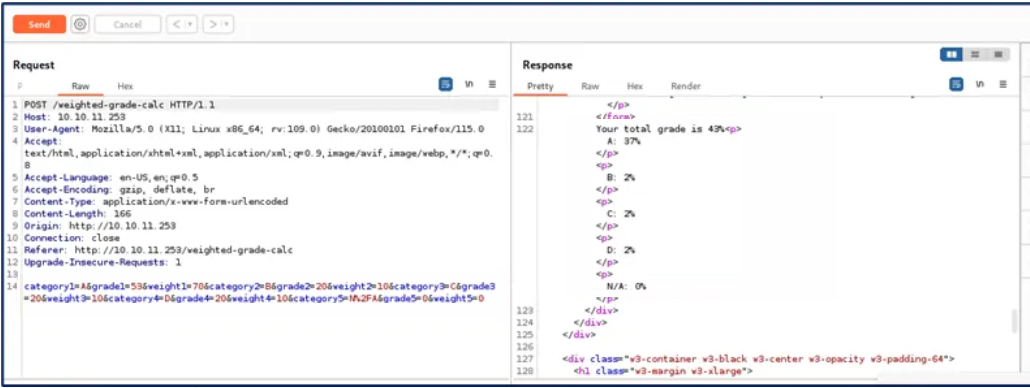 Send
Cancel
< >
Request
P Raw Hex
\n
1 POST /weighted-grade-calc HTTP/1.1
2 Host: 10.10.11.253
3 User-Agent: Mozilla/5.0 (X11; Linux x86_64; rv:109.0) Gecko/20100101 Firefox/115.0
4 Accept:
text/html,application/xhtml+xml,application/xml;q=0.9,image/avif,image/webp,*/*;q=0.
8
5 Accept-Language: en-US,en;q=0.5
6 Accept-Encoding: gzip, deflate, br
7 Content-Type: application/x-www-form-urlencoded
8 Content-Length: 166
9 Origin: http://10.10.11.253
10 Connection: close
11 Referer: http://10.10.11.253/weighted-grade-calc
12 Upgrade-Insecure-Requests: 1
13
14 category1=A&grade1=53&weight1=70&category2=B&grade2=20&weight2=10&category3=C&grade3
=20&weight3=10&category4=D&grade4=20&weight4=10&category5=N%2FA&grade5=0&weight5=0
Response
Pretty Raw Hex Render
\n
</p>
121 </form>
122 Your total grade is 43%<p>
A: 37%
</p>
<p>
B: 2%
</p>
<p>
C: 2%
</p>
<p>
D: 2%
</p>
<p>
N/A: 0%
</p>
123 </div>
124 </div>
125 </div>
126
127 <div class="w3-container w3-black w3-center w3-opacity w3-padding-64">
128 <h1 class="w3-margin w3-xlarge">